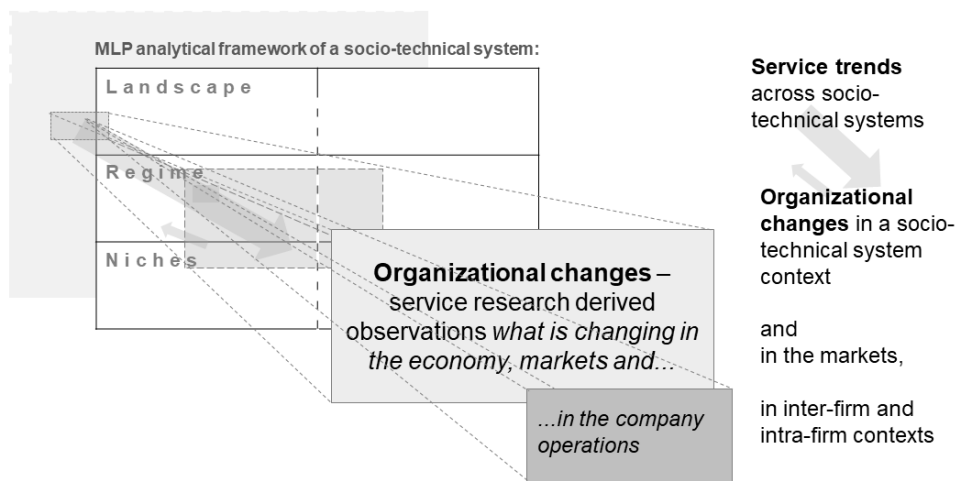 MLP analytical framework of a socio-technical system:
Landscape
Regime
Niches
Organizational changes –
service research derived
observations what is changing in
the economy, markets and…
…in the company
operations
Service trends
across socio-
technical systems
Organizational
changes in a socio-
technical system
context
and
in the markets,
in inter-firm and
intra-firm contexts